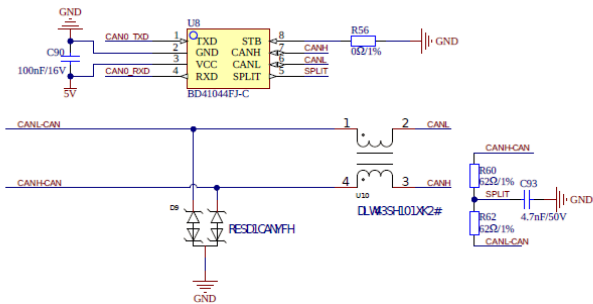 GND
U8
CAN0_TXD 1 TXD STB 8 R56 0Ω/1% GND
C90 100nF/16V
2 GND CANH 7 CANH
3 VCC CANL 6 CANL
CAN0_RXD 4 RXD SPLIT 5 SPLIT
5V
BD41044FJ-C
CANL-CAN 1 2 CANL
CANH-CAN 4 3 CANH
U10
DLW43SH101XK2#
D9
RESD1CANYFH
GND
CANH-CAN
R60
62Ω/1%
SPLIT
C93
4.7nF/50V
GND
R62
62Ω/1%
CANL-CAN